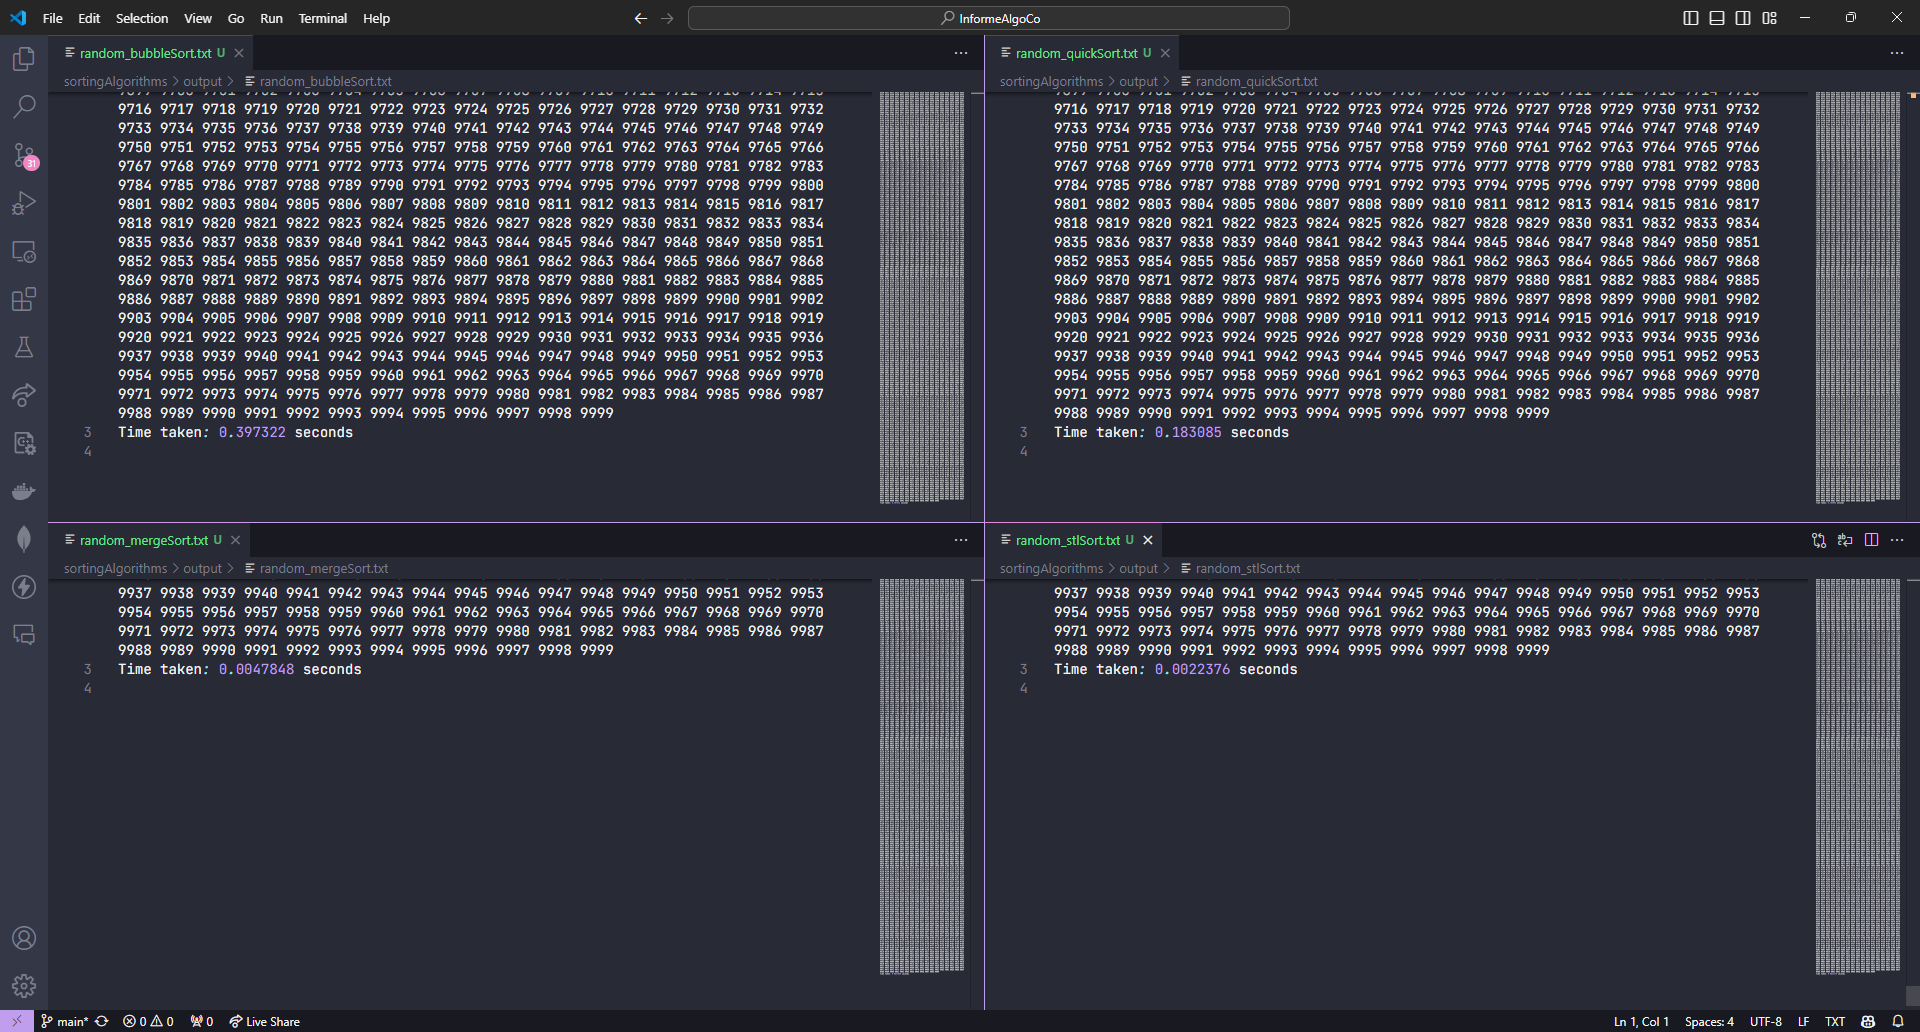 File Edit Selection View Go Run Terminal Help
InformeAlgoCo
random_bubbleSort.txt U
sortingAlgorithms > output > random_bubbleSort.txt
9716 9717 9718 9719 9720 9721 9722 9723 9724 9725 9726 9727 9728 9729 9730 9731 9732
9733 9734 9735 9736 9737 9738 9739 9740 9741 9742 9743 9744 9745 9746 9747 9748 9749
9750 9751 9752 9753 9754 9755 9756 9757 9758 9759 9760 9761 9762 9763 9764 9765 9766
9767 9768 9769 9770 9771 9772 9773 9774 9775 9776 9777 9778 9779 9780 9781 9782 9783
9784 9785 9786 9787 9788 9789 9790 9791 9792 9793 9794 9795 9796 9797 9798 9799 9800
9801 9802 9803 9804 9805 9806 9807 9808 9809 9810 9811 9812 9813 9814 9815 9816 9817
9818 9819 9820 9821 9822 9823 9824 9825 9826 9827 9828 9829 9830 9831 9832 9833 9834
9835 9836 9837 9838 9839 9840 9841 9842 9843 9844 9845 9846 9847 9848 9849 9850 9851
9852 9853 9854 9855 9856 9857 9858 9859 9860 9861 9862 9863 9864 9865 9866 9867 9868
9869 9870 9871 9872 9873 9874 9875 9876 9877 9878 9879 9880 9881 9882 9883 9884 9885
9886 9887 9888 9889 9890 9891 9892 9893 9894 9895 9896 9897 9898 9899 9900 9901 9902
9903 9904 9905 9906 9907 9908 9909 9910 9911 9912 9913 9914 9915 9916 9917 9918 9919
9920 9921 9922 9923 9924 9925 9926 9927 9928 9929 9930 9931 9932 9933 9934 9935 9936
9937 9938 9939 9940 9941 9942 9943 9944 9945 9946 9947 9948 9949 9950 9951 9952 9953
9954 9955 9956 9957 9958 9959 9960 9961 9962 9963 9964 9965 9966 9967 9968 9969 9970
9971 9972 9973 9974 9975 9976 9977 9978 9979 9980 9981 9982 9983 9984 9985 9986 9987
9988 9989 9990 9991 9992 9993 9994 9995 9996 9997 9998 9999
3 Time taken: 0.397322 seconds
4
random_quickSort.txt U
sortingAlgorithms > output > random_quickSort.txt
9716 9717 9718 9719 9720 9721 9722 9723 9724 9725 9726 9727 9728 9729 9730 9731 9732
9733 9734 9735 9736 9737 9738 9739 9740 9741 9742 9743 9744 9745 9746 9747 9748 9749
9750 9751 9752 9753 9754 9755 9756 9757 9758 9759 9760 9761 9762 9763 9764 9765 9766
9767 9768 9769 9770 9771 9772 9773 9774 9775 9776 9777 9778 9779 9780 9781 9782 9783
9784 9785 9786 9787 9788 9789 9790 9791 9792 9793 9794 9795 9796 9797 9798 9799 9800
9801 9802 9803 9804 9805 9806 9807 9808 9809 9810 9811 9812 9813 9814 9815 9816 9817
9818 9819 9820 9821 9822 9823 9824 9825 9826 9827 9828 9829 9830 9831 9832 9833 9834
9835 9836 9837 9838 9839 9840 9841 9842 9843 9844 9845 9846 9847 9848 9849 9850 9851
9852 9853 9854 9855 9856 9857 9858 9859 9860 9861 9862 9863 9864 9865 9866 9867 9868
9869 9870 9871 9872 9873 9874 9875 9876 9877 9878 9879 9880 9881 9882 9883 9884 9885
9886 9887 9888 9889 9890 9891 9892 9893 9894 9895 9896 9897 9898 9899 9900 9901 9902
9903 9904 9905 9906 9907 9908 9909 9910 9911 9912 9913 9914 9915 9916 9917 9918 9919
9920 9921 9922 9923 9924 9925 9926 9927 9928 9929 9930 9931 9932 9933 9934 9935 9936
9937 9938 9939 9940 9941 9942 9943 9944 9945 9946 9947 9948 9949 9950 9951 9952 9953
9954 9955 9956 9957 9958 9959 9960 9961 9962 9963 9964 9965 9966 9967 9968 9969 9970
9971 9972 9973 9974 9975 9976 9977 9978 9979 9980 9981 9982 9983 9984 9985 9986 9987
9988 9989 9990 9991 9992 9993 9994 9995 9996 9997 9998 9999
3 Time taken: 0.183085 seconds
4
random_mergeSort.txt U
sortingAlgorithms > output > random_mergeSort.txt
9937 9938 9939 9940 9941 9942 9943 9944 9945 9946 9947 9948 9949 9950 9951 9952 9953
9954 9955 9956 9957 9958 9959 9960 9961 9962 9963 9964 9965 9966 9967 9968 9969 9970
9971 9972 9973 9974 9975 9976 9977 9978 9979 9980 9981 9982 9983 9984 9985 9986 9987
9988 9989 9990 9991 9992 9993 9994 9995 9996 9997 9998 9999
3 Time taken: 0.0047848 seconds
4
random_stlSort.txt U
sortingAlgorithms > output > random_stlSort.txt
9937 9938 9939 9940 9941 9942 9943 9944 9945 9946 9947 9948 9949 9950 9951 9952 9953
9954 9955 9956 9957 9958 9959 9960 9961 9962 9963 9964 9965 9966 9967 9968 9969 9970
9971 9972 9973 9974 9975 9976 9977 9978 9979 9980 9981 9982 9983 9984 9985 9986 9987
9988 9989 9990 9991 9992 9993 9994 9995 9996 9997 9998 9999
3 Time taken: 0.0022376 seconds
4
31
main* 0 0 0 Live Share
Ln 1, Col 1 Spaces: 4 UTF-8 LF TXT